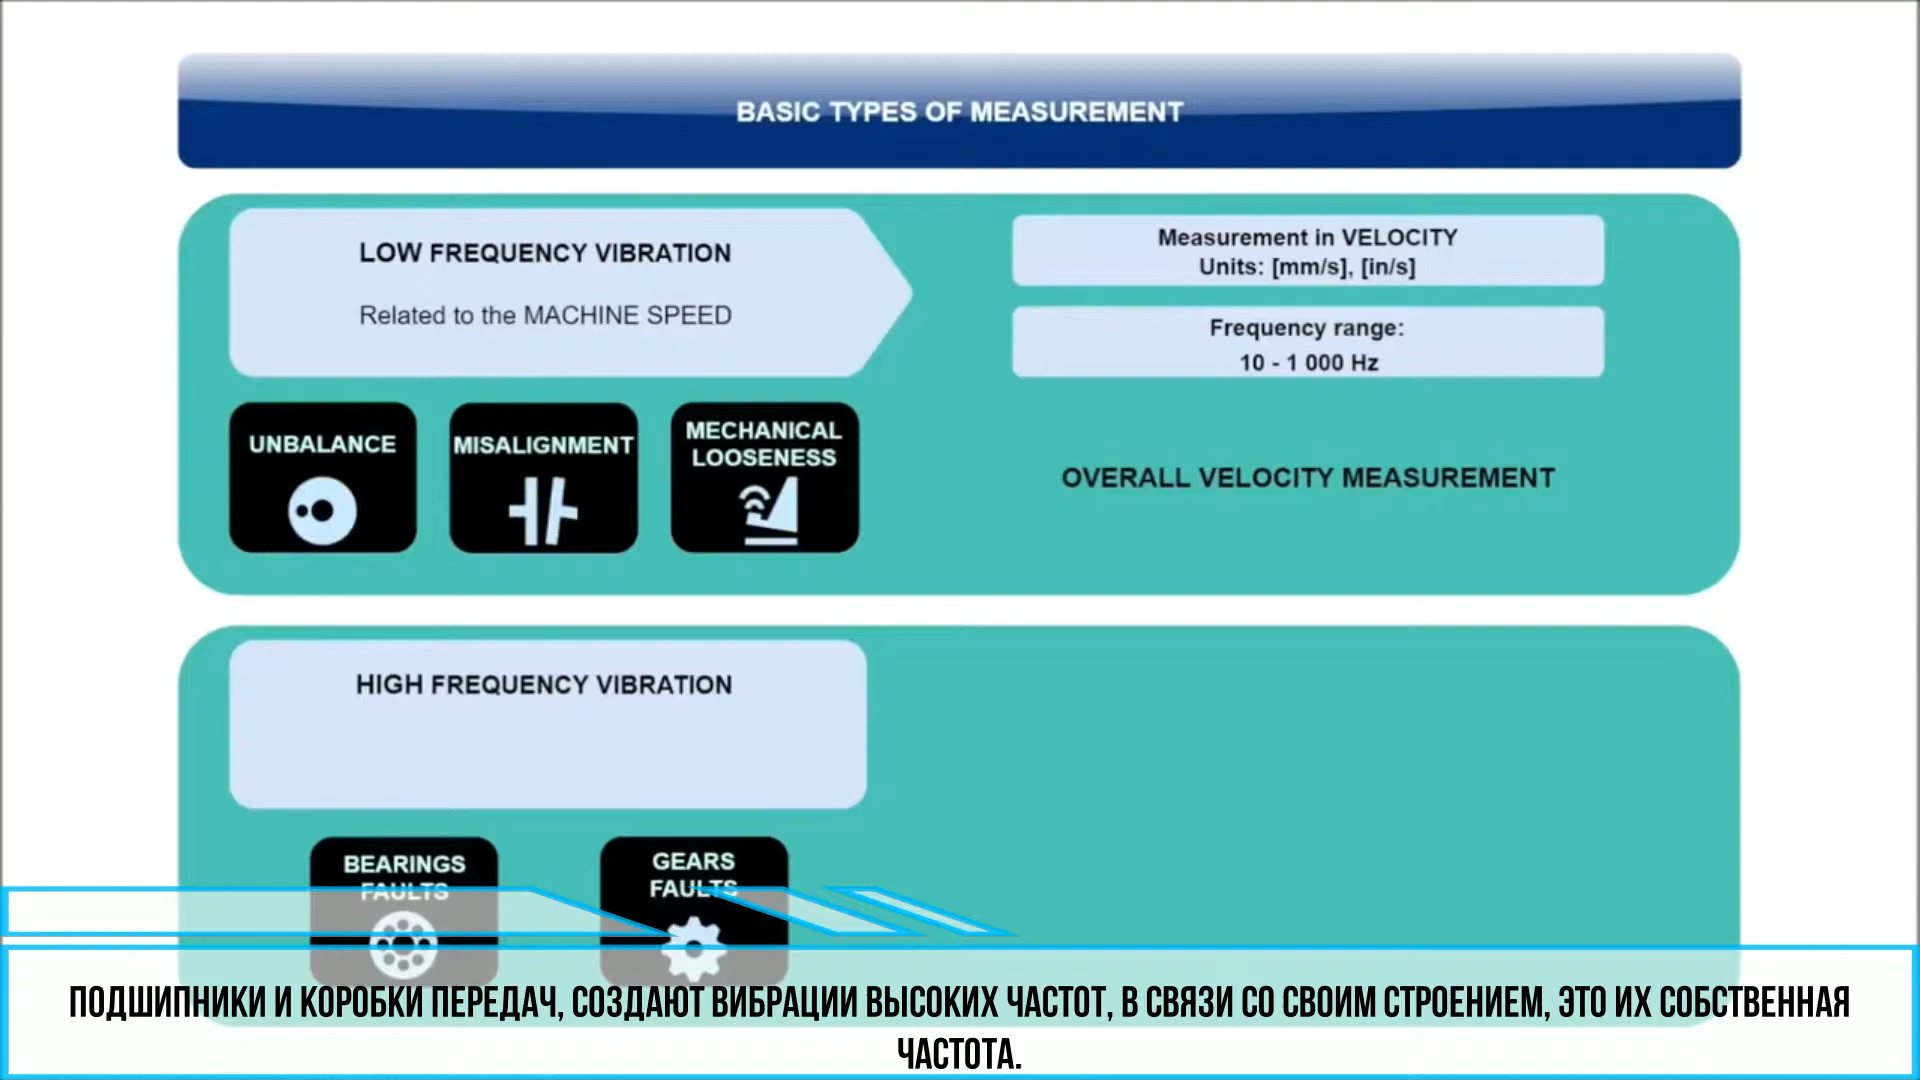 BASIC TYPES OF MEASUREMENT
LOW FREQUENCY VIBRATION
Related to the MACHINE SPEED
Measurement in VELOCITY
Units: [mm/s], [in/s]
Frequency range:
10 - 1 000 Hz
UNBALANCE
MISALIGNMENT
MECHANICAL
LOOSENESS
OVERALL VELOCITY MEASUREMENT
HIGH FREQUENCY VIBRATION
BEARINGS
FAULTS
GEARS
FAULTS
ПОДШИПНИКИ И КОРОБКИ ПЕРЕДАЧ, СОЗДАЮТ ВИБРАЦИИ ВЫСОКИХ ЧАСТОТ, В СВЯЗИ СО СВОИМ СТРОЕНИЕМ, ЭТО ИХ СОБСТВЕННАЯ
ЧАСТОТА.